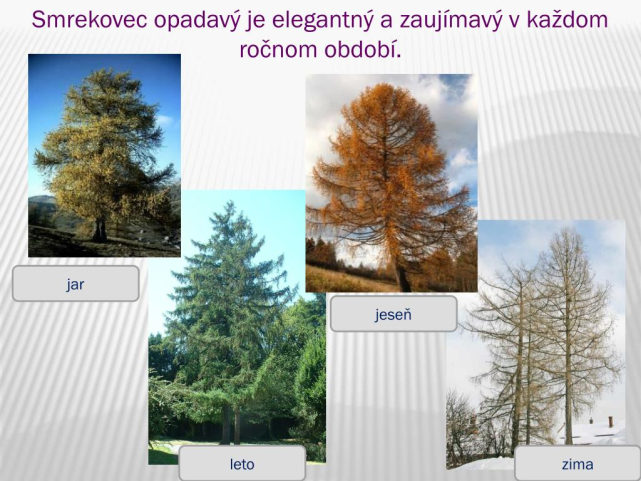 Smrekovec opadavý je elegantný a zaujímavý v každom
ročnom období.
jar
jeseň
leto
zima